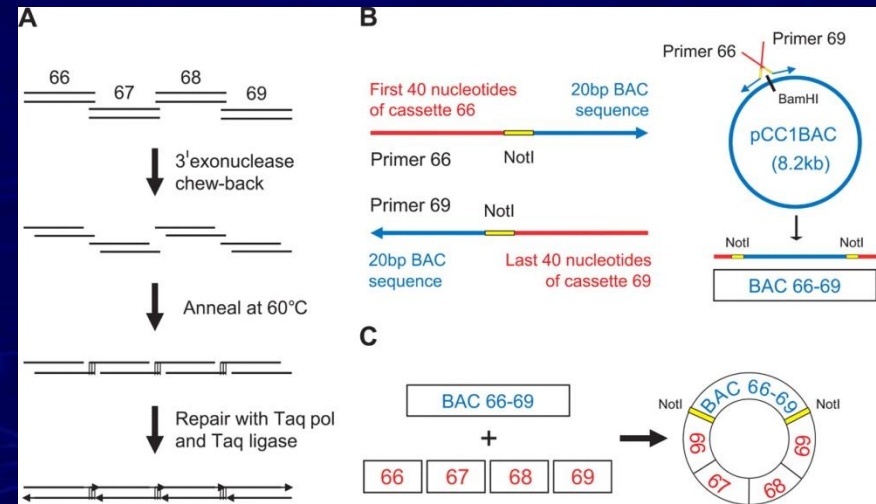 A
66
67
68
69
3'exonuclease
chew-back
Anneal at 60°C
Repair with Taq pol
and Taq ligase
B
First 40 nucleotides
of cassette 66
20bp BAC
sequence
NotI
Primer 66
Primer 69
NotI
20bp BAC
sequence
Last 40 nucleotides
of cassette 69
Primer 69
Primer 66
BamHI
pCC1BAC
(8.2kb)
NotI
NotI
BAC 66-69
C
BAC 66-69
+
66
67
68
69
NotI
BAC 66-69
NotI
66
69
67
68